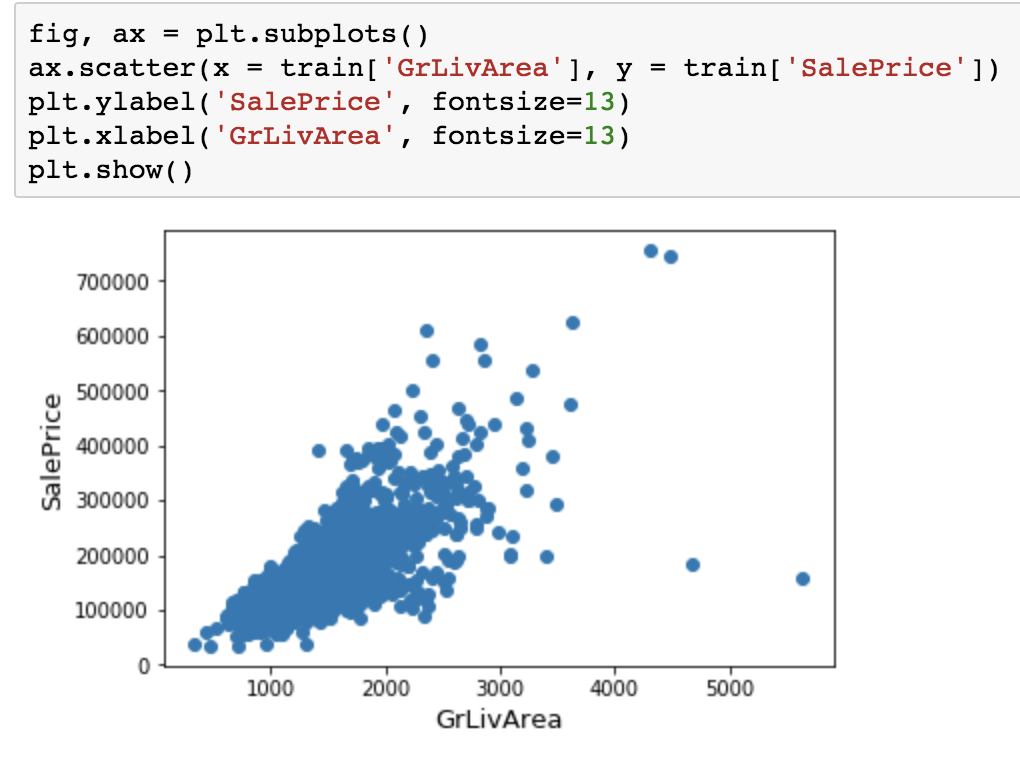 fig, ax = plt.subplots()
ax.scatter(x = train['GrLivArea'], y = train['SalePrice'])
plt.ylabel('SalePrice', fontsize=13)
plt.xlabel('GrLivArea', fontsize=13)
plt.show()
700000
600000
500000
400000
300000
200000
100000
0
SalePrice
1000 2000 3000 4000 5000
GrLivArea